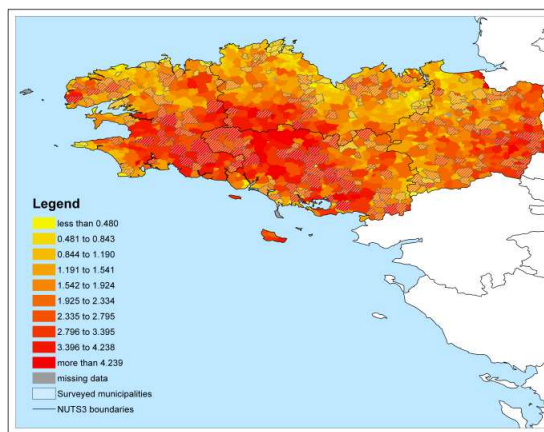 Legend
less than 0.480
0.481 to 0.843
0.844 to 1.190
1.191 to 1.541
1.542 to 1.924
1.925 to 2.334
2.335 to 2.795
2.796 to 3.395
3.396 to 4.238
more than 4.239
missing data
Surveyed municipalities
NUTS3 boundaries